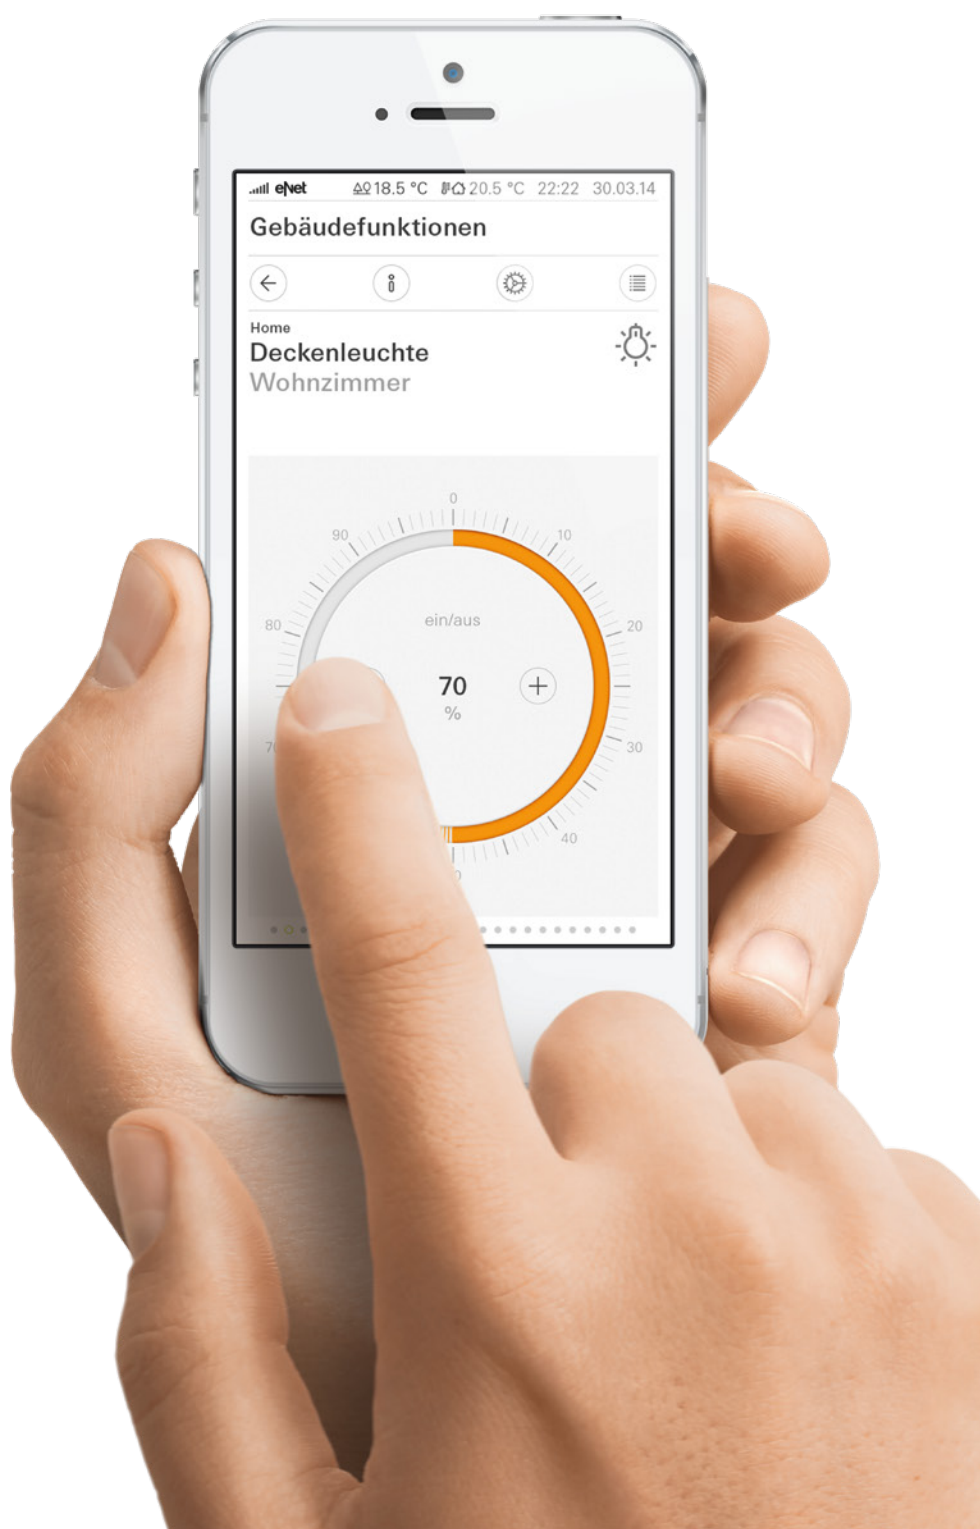 eNet 18.5 °C 20.5 °C 22:22 30.03.14
Gebäudefunktionen
Home
Deckenleuchte
Wohnzimmer
0
90 10
ein/aus
80 20
70
%
30
40